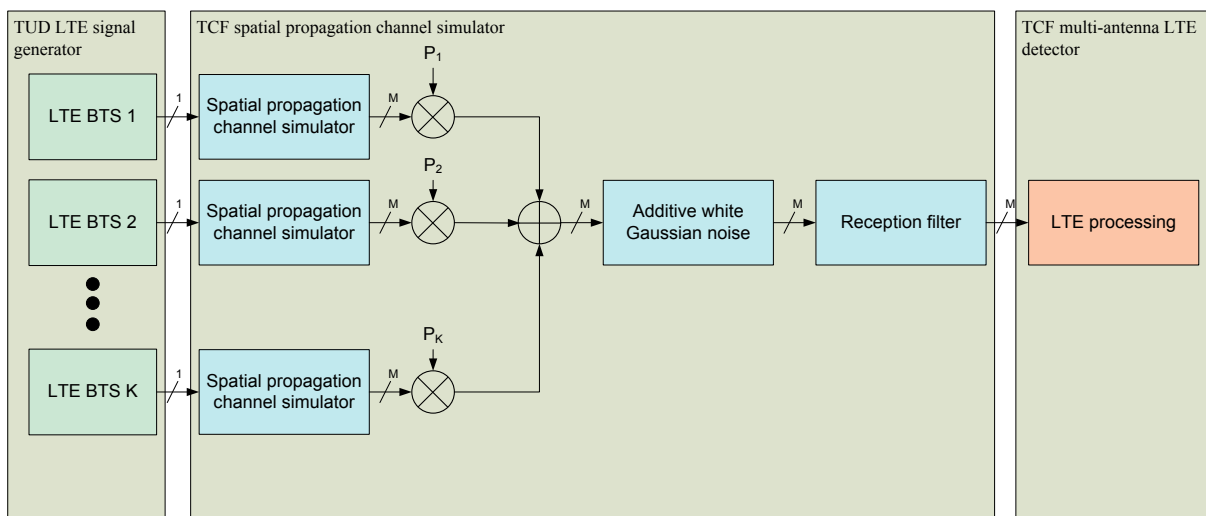 TUD LTE signal
generator
TCF spatial propagation channel simulator
TCF multi-antenna LTE
detector
P1
LTE BTS 1
1
Spatial propagation
channel simulator
M
P2
LTE BTS 2
1
Spatial propagation
channel simulator
M
M
Additive white
Gaussian noise
M
Reception filter
M
LTE processing
PK
LTE BTS K
1
Spatial propagation
channel simulator
M